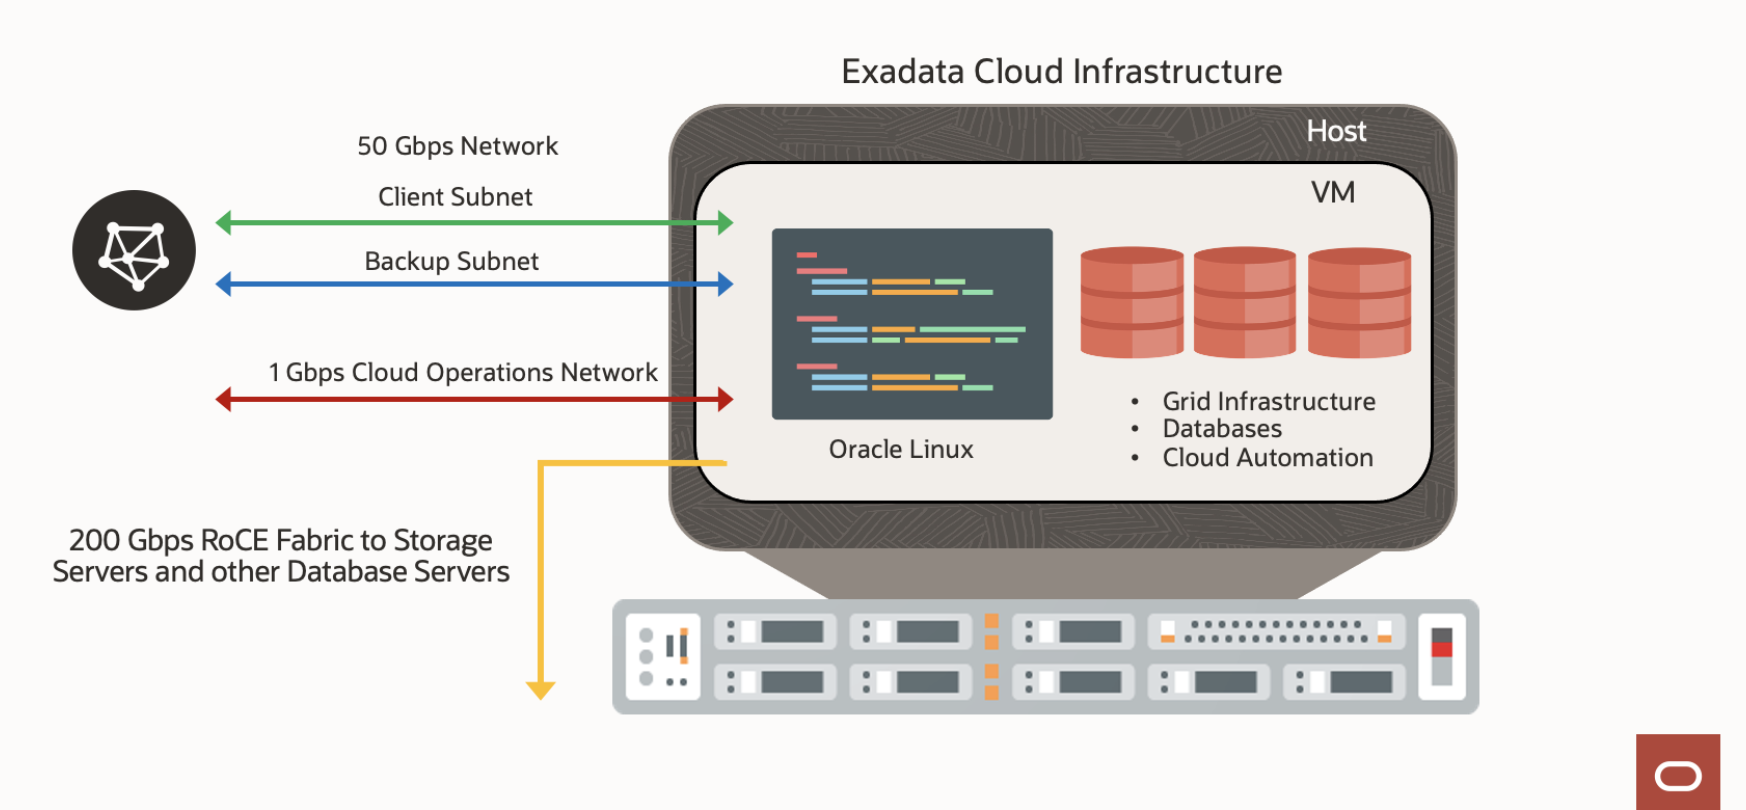 Exadata Cloud Infrastructure
Host
VM
50 Gbps Network
Client Subnet
Backup Subnet
1 Gbps Cloud Operations Network
Oracle Linux
• Grid Infrastructure
• Databases
• Cloud Automation
200 Gbps RoCE Fabric to Storage
Servers and other Database Servers